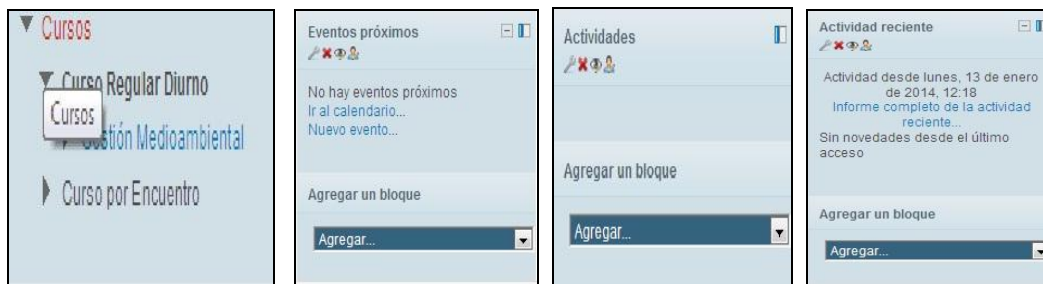 Cursos
Curso Regular Diurno
Cursos
Gestión Medioambiental
Curso por Encuentro
Eventos próximos
No hay eventos próximos
Ir al calendario...
Nuevo evento...
Agregar un bloque
Agregar...
Actividades
Agregar un bloque
Agregar...
Actividad reciente
Actividad desde lunes, 13 de enero
de 2014, 12:18
Informe completo de la actividad
reciente...
Sin novedades desde el último
acceso
Agregar un bloque
Agregar...